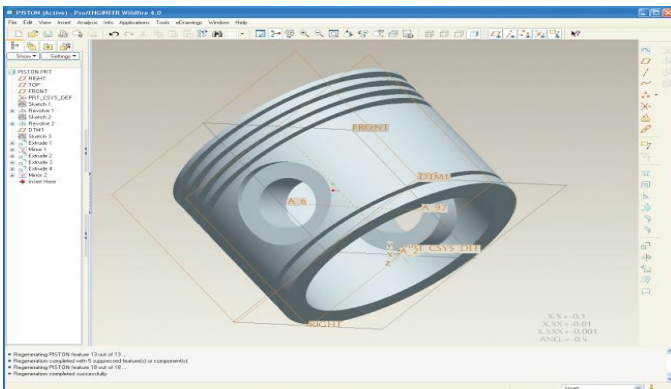 PISTON (Active) - Pro/ENGINEER Wildfire 4.0
File Edit View Insert Analysis Info Applications Tools eDrawings Window Help
Show Settings
PISTON.PRT
RIGHT
TOP
FRONT
PRT_CSYS_DEF
Sketch 1
Revolve 1
Sketch 2
Revolve 2
DTM1
Sketch 3
Extrude 1
Mirror 1
Extrude 2
Extrude 3
Extrude 4
Mirror 2
Insert Here
FRONT
DTM1
A_6
A_92
PRT_CSYS_DEF
RIGHT
X.X +-0.1
X.XX +-0.01
X.XXX +-0.001
ANG. +-0.5
• Regenerating PISTON feature 13 out of 13 ...
• Regeneration completed with 5 suppressed feature(s) or component(s).
• Regenerating PISTON feature 18 out of 18 ...
• Regeneration completed successfully.
Smart